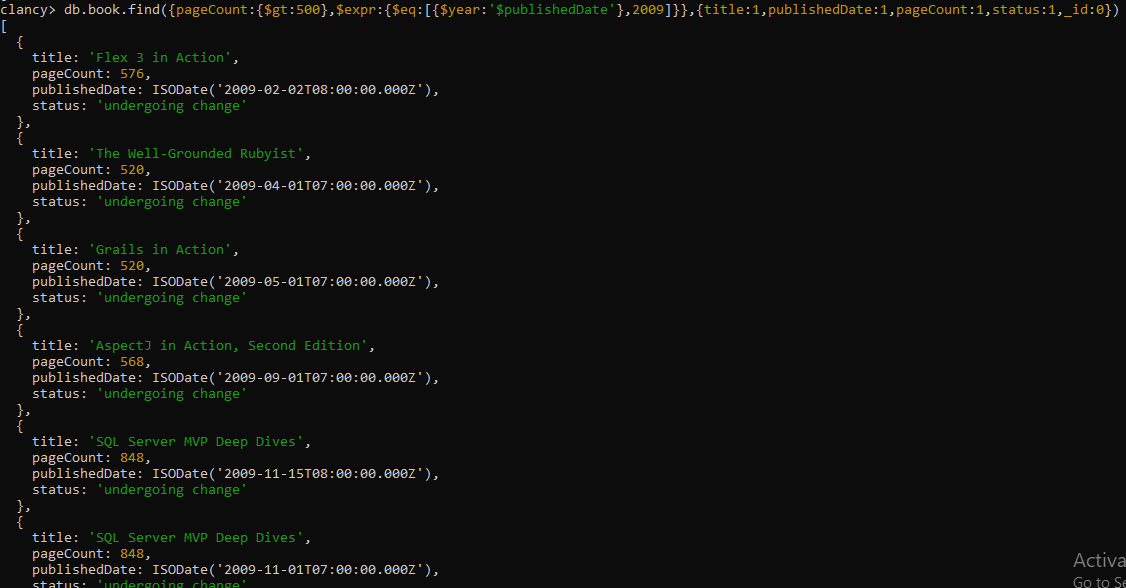 clancy> db.book.find({pageCount:{$gt:500},$expr:{$eq:[{$year:'$publishedDate'},2009]}},{title:1,publishedDate:1,pageCount:1,status:1,_id:0})
[
  {
    title: 'Flex 3 in Action',
    pageCount: 576,
    publishedDate: ISODate('2009-02-02T08:00:00.000Z'),
    status: 'undergoing change'
  },
  {
    title: 'The Well-Grounded Rubyist',
    pageCount: 520,
    publishedDate: ISODate('2009-04-01T07:00:00.000Z'),
    status: 'undergoing change'
  },
  {
    title: 'Grails in Action',
    pageCount: 520,
    publishedDate: ISODate('2009-05-01T07:00:00.000Z'),
    status: 'undergoing change'
  },
  {
    title: 'AspectJ in Action, Second Edition',
    pageCount: 568,
    publishedDate: ISODate('2009-09-01T07:00:00.000Z'),
    status: 'undergoing change'
  },
  {
    title: 'SQL Server MVP Deep Dives',
    pageCount: 848,
    publishedDate: ISODate('2009-11-15T08:00:00.000Z'),
    status: 'undergoing change'
  },
  {
    title: 'SQL Server MVP Deep Dives',
    pageCount: 848,
    publishedDate: ISODate('2009-11-01T07:00:00.000Z'),
    status: 'undergoing change'
Activa
Go to Se